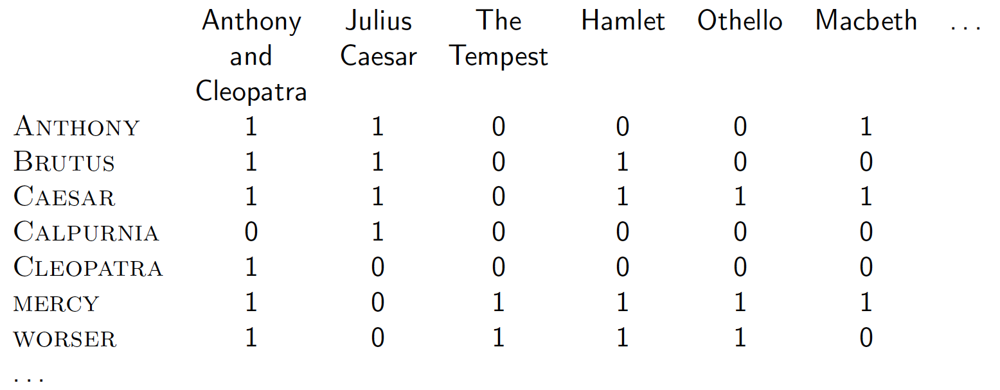 Anthony Julius The Hamlet Othello Macbeth . . .
and Caesar Tempest
Cleopatra
ANTHONY 1 1 0 0 0 1
BRUTUS 1 1 0 1 0 0
CAESAR 1 1 0 1 1 1
CALPURNIA 0 1 0 0 0 0
CLEOPATRA 1 0 0 0 0 0
MERCY 1 0 1 1 1 1
WORSER 1 0 1 1 1 0
. . .